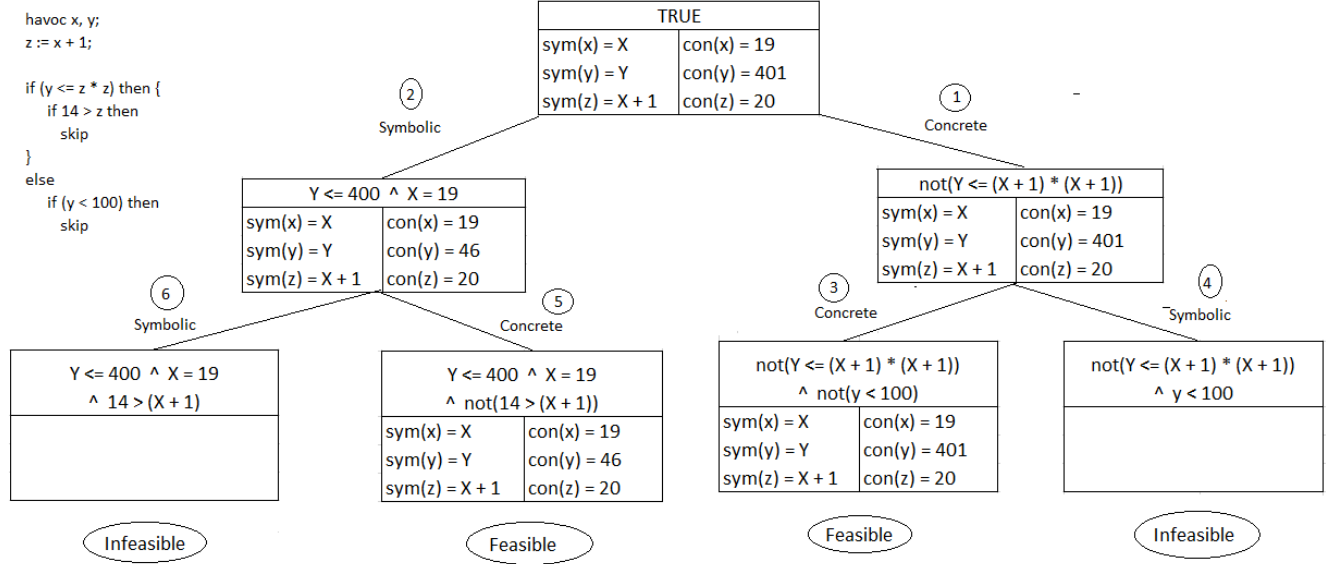 havoc x, y;
z := x + 1;
if (y <= z * z) then {
if 14 > z then
skip
}
else
if (y < 100) then
skip
TRUE
sym(x) = X con(x) = 19
sym(y) = Y con(y) = 401
sym(z) = X + 1 con(z) = 20
2
Symbolic
1
Concrete
Y <= 400 ^ X = 19
sym(x) = X con(x) = 19
sym(y) = Y con(y) = 46
sym(z) = X + 1 con(z) = 20
not(Y <= (X + 1) * (X + 1))
sym(x) = X con(x) = 19
sym(y) = Y con(y) = 401
sym(z) = X + 1 con(z) = 20
6
Symbolic
5
Concrete
3
Concrete
4
Symbolic
Y <= 400 ^ X = 19
^ 14 > (X + 1)
Y <= 400 ^ X = 19
^ not(14 > (X + 1))
sym(x) = X con(x) = 19
sym(y) = Y con(y) = 46
sym(z) = X + 1 con(z) = 20
not(Y <= (X + 1) * (X + 1))
^ not(y < 100)
sym(x) = X con(x) = 19
sym(y) = Y con(y) = 401
sym(z) = X + 1 con(z) = 20
not(Y <= (X + 1) * (X + 1))
^ y < 100
Infeasible
Feasible
Feasible
Infeasible